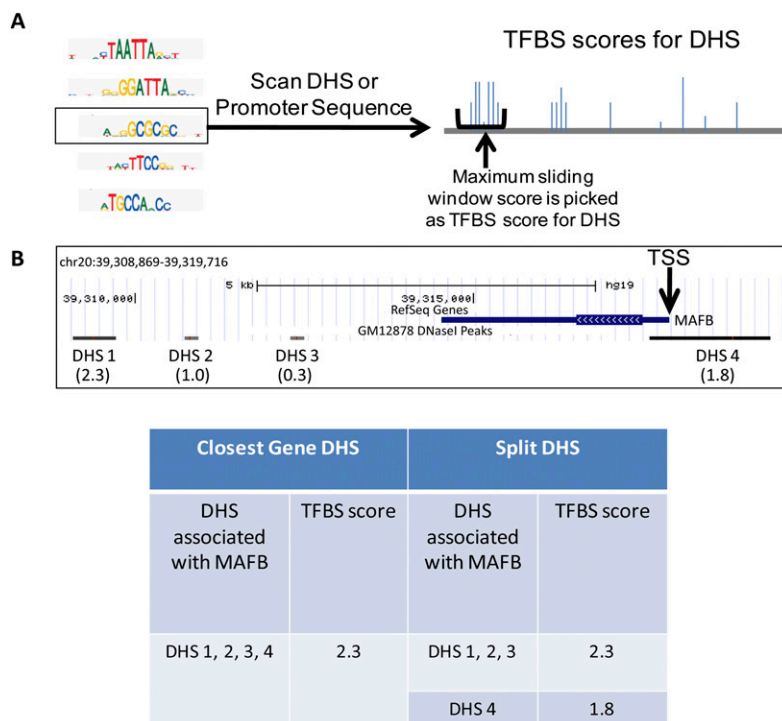 A
TAATTA
GGATTA
GCGCGC
TTCC
ATGCCA CC
Scan DHS or
Promoter Sequence
TFBS scores for DHS
Maximum sliding
window score is picked
as TFBS score for DHS
B
chr20:39,308,869-39,319,716
TSS
5 kb
hg19
39,310,000|
39,315,000|
RefSeq Genes
MAFB
GM12878 DNaseI Peaks
DHS 1
(2.3)
DHS 2
(1.0)
DHS 3
(0.3)
DHS 4
(1.8)
Closest Gene DHS
Split DHS
DHS
associated
with MAFB
TFBS score
DHS
associated
with MAFB
TFBS score
DHS 1, 2, 3, 4
2.3
DHS 1, 2, 3
2.3
DHS 4
1.8